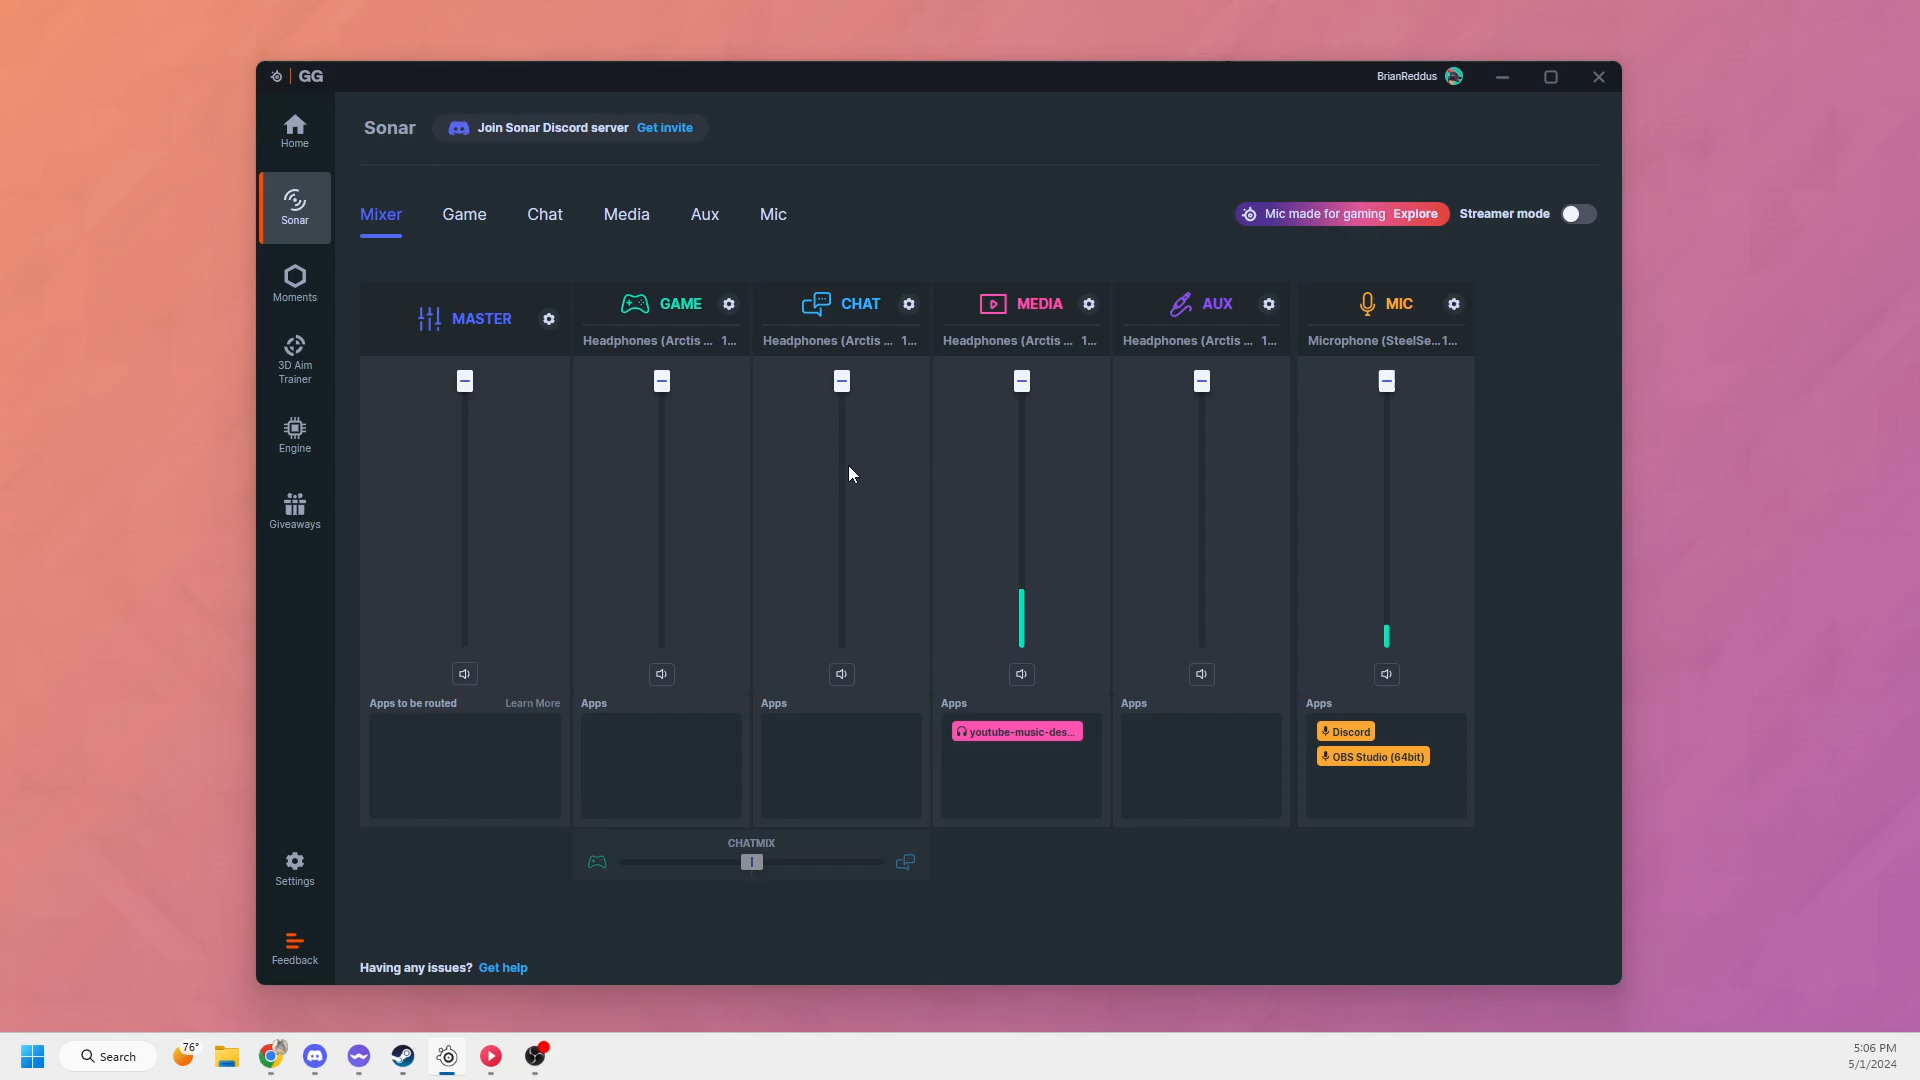 GG
BrianReddus
Home
Sonar
Moments
3D Aim
Trainer
Engine
Giveaways
Settings
Feedback
Sonar
Join Sonar Discord server Get invite
Mixer Game Chat Media Aux Mic
Mic made for gaming Explore
Streamer mode
MASTER
GAME
CHAT
MEDIA
AUX
MIC
Headphones (Arctis ... 1...
Headphones (Arctis ... 1...
Headphones (Arctis ... 1...
Headphones (Arctis ... 1...
Microphone (SteelSe... 1...
Apps to be routed Learn More
Apps
Apps
Apps
Apps
Apps
youtube-music-des...
Discord
OBS Studio (64bit)
CHATMIX
Having any issues? Get help
76°
Search
5:06 PM
5/1/2024